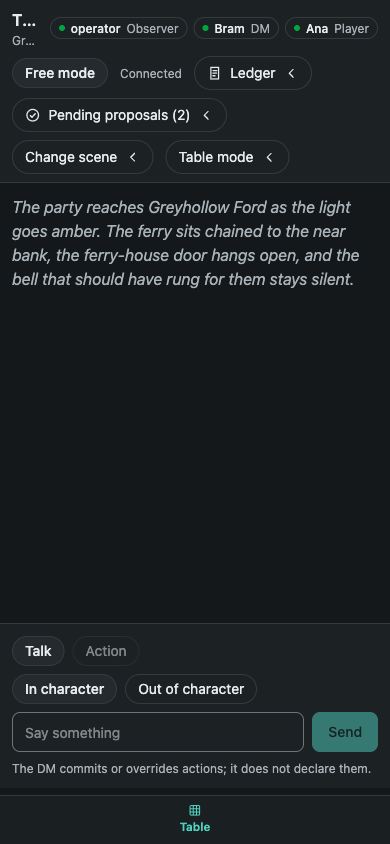 T...
Gr...
operator Observer
Bram DM
Ana Player
Free mode
Connected
Ledger
Pending proposals (2)
Change scene
Table mode
The party reaches Greyhollow Ford as the light
goes amber. The ferry sits chained to the near
bank, the ferry-house door hangs open, and the
bell that should have rung for them stays silent.
Talk
Action
In character
Out of character
Say something
Send
The DM commits or overrides actions; it does not declare them.
Table